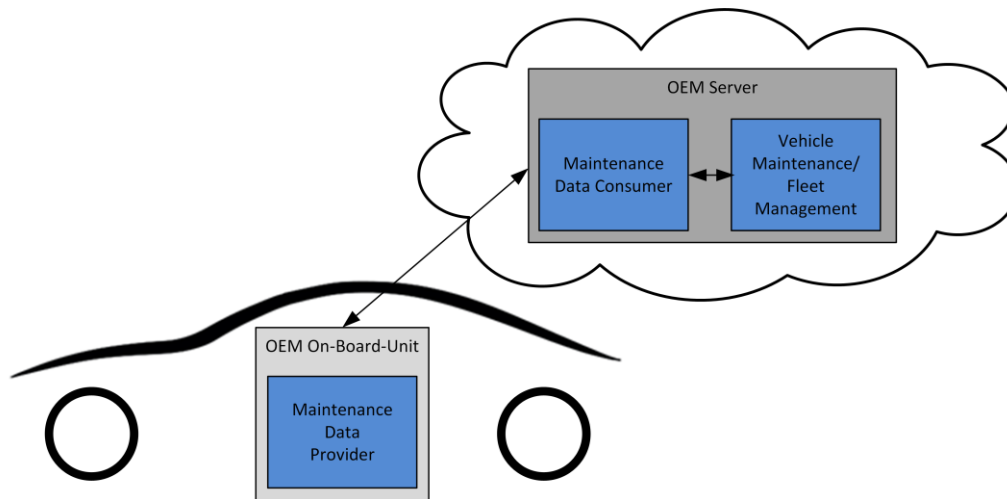 OEM Server
Maintenance
Data Consumer
Vehicle
Maintenance/
Fleet
Management
OEM On-Board-Unit
Maintenance
Data
Provider